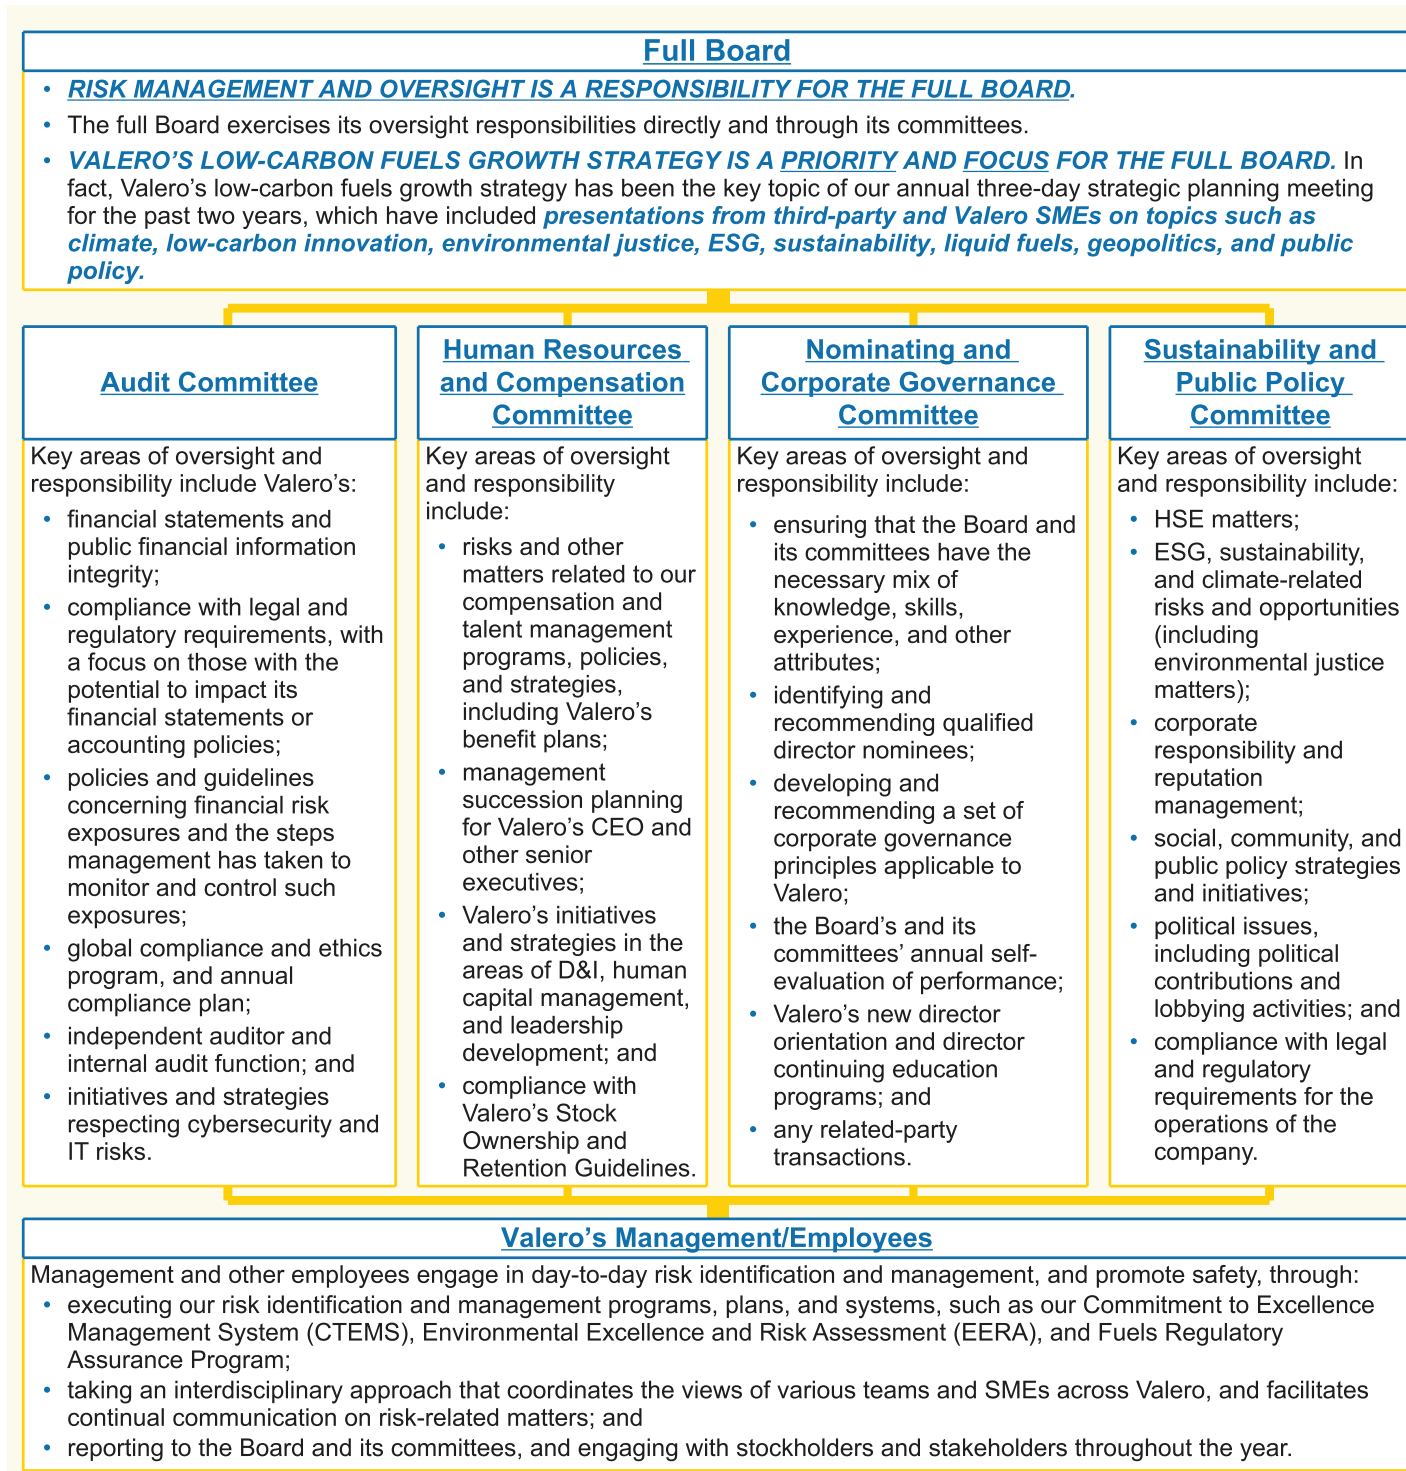 Full Board
• RISK MANAGEMENT AND OVERSIGHT IS A RESPONSIBILITY FOR THE FULL BOARD.
• The full Board exercises its oversight responsibilities directly and through its committees.
• VALERO’S LOW-CARBON FUELS GROWTH STRATEGY IS A PRIORITY AND FOCUS FOR THE FULL BOARD. In
fact, Valero’s low-carbon fuels growth strategy has been the key topic of our annual three-day strategic planning meeting
for the past two years, which have included presentations from third-party and Valero SMEs on topics such as
climate, low-carbon innovation, environmental justice, ESG, sustainability, liquid fuels, geopolitics, and public
policy.
Audit Committee
Key areas of oversight and
responsibility include Valero’s:
• financial statements and
public financial information
integrity;
• compliance with legal and
regulatory requirements, with
a focus on those with the
potential to impact its
financial statements or
accounting policies;
• policies and guidelines
concerning financial risk
exposures and the steps
management has taken to
monitor and control such
exposures;
• global compliance and ethics
program, and annual
compliance plan;
• independent auditor and
internal audit function; and
• initiatives and strategies
respecting cybersecurity and
IT risks.
Human Resources
and Compensation
Committee
Key areas of oversight
and responsibility
include:
• risks and other
matters related to our
compensation and
talent management
programs, policies,
and strategies,
including Valero’s
benefit plans;
• management
succession planning
for Valero’s CEO and
other senior
executives;
• Valero’s initiatives
and strategies in the
areas of D&I, human
capital management,
and leadership
development; and
• compliance with
Valero’s Stock
Ownership and
Retention Guidelines.
Nominating and
Corporate Governance
Committee
Key areas of oversight and
responsibility include:
• ensuring that the Board and
its committees have the
necessary mix of
knowledge, skills,
experience, and other
attributes;
• identifying and
recommending qualified
director nominees;
• developing and
recommending a set of
corporate governance
principles applicable to
Valero;
• the Board’s and its
committees’ annual self-
evaluation of performance;
• Valero’s new director
orientation and director
continuing education
programs; and
• any related-party
transactions.
Sustainability and
Public Policy
Committee
Key areas of oversight
and responsibility include:
• HSE matters;
• ESG, sustainability,
and climate-related
risks and opportunities
(including
environmental justice
matters);
• corporate
responsibility and
reputation
management;
• social, community, and
public policy strategies
and initiatives;
• political issues,
including political
contributions and
lobbying activities; and
• compliance with legal
and regulatory
requirements for the
operations of the
company.
Valero’s Management/Employees
Management and other employees engage in day-to-day risk identification and management, and promote safety, through:
• executing our risk identification and management programs, plans, and systems, such as our Commitment to Excellence
Management System (CTEMS), Environmental Excellence and Risk Assessment (EERA), and Fuels Regulatory
Assurance Program;
• taking an interdisciplinary approach that coordinates the views of various teams and SMEs across Valero, and facilitates
continual communication on risk-related matters; and
• reporting to the Board and its committees, and engaging with stockholders and stakeholders throughout the year.